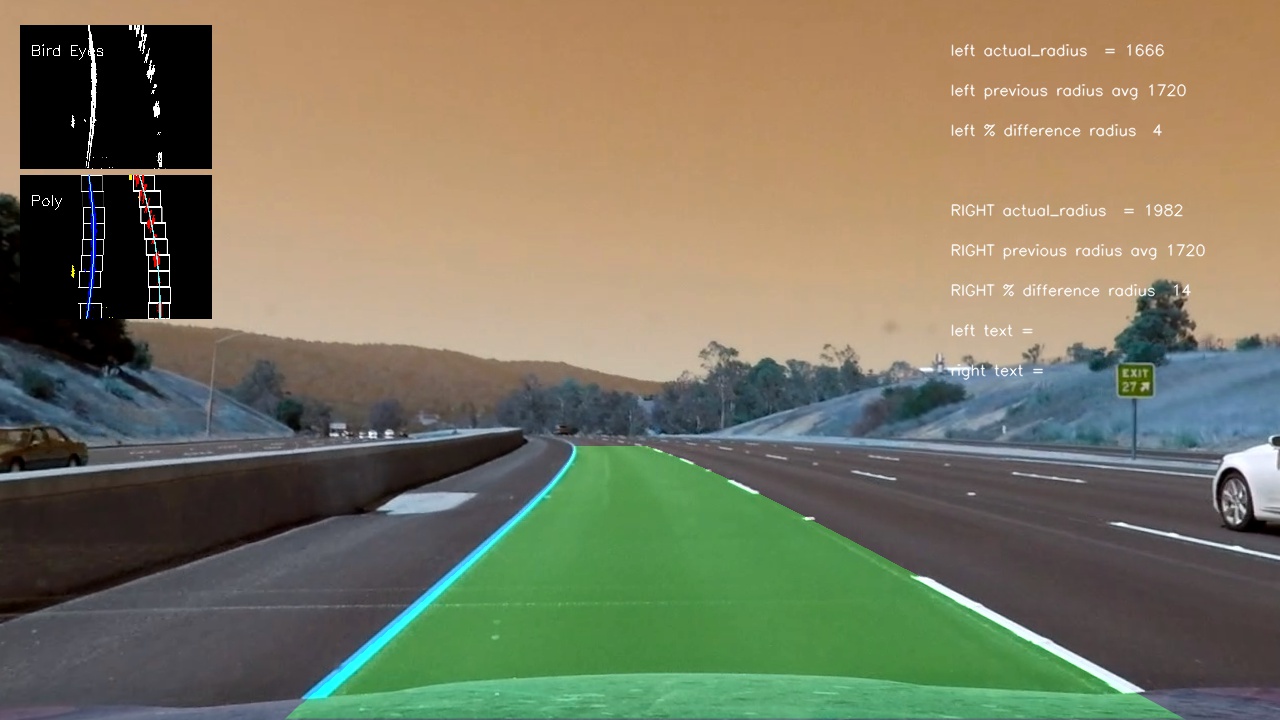 Bird Eyes
Poly
left actual_radius = 1666
left previous radius avg 1720
left % difference radius 4
RIGHT actual_radius = 1982
RIGHT previous radius avg 1720
RIGHT % difference radius 14
left text =
right text =
EXIT
27